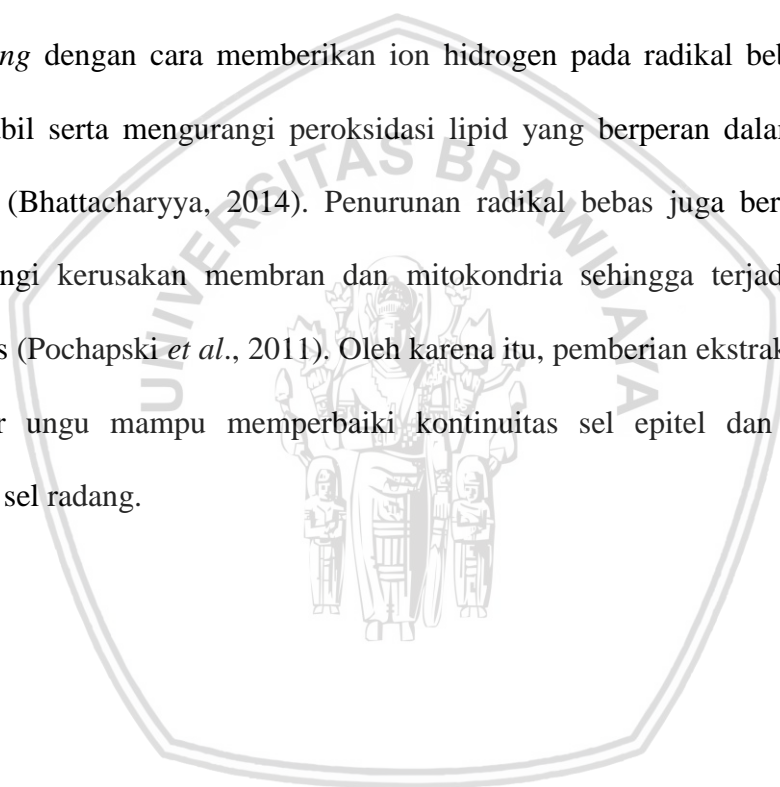 ng dengan cara memberikan ion hidrogen pada radikal beb
bil serta mengurangi peroksidasi lipid yang berperan dalam
(Bhattacharyya, 2014). Penurunan radikal bebas juga ber
ngi kerusakan membran dan mitokondria sehingga terjad
s (Pochapski et al., 2011). Oleh karena itu, pemberian ekstrak
r ungu mampu memperbaiki kontinuitas sel epitel dan
sel radang.
UNIVERSITAS BRAWIJAYA